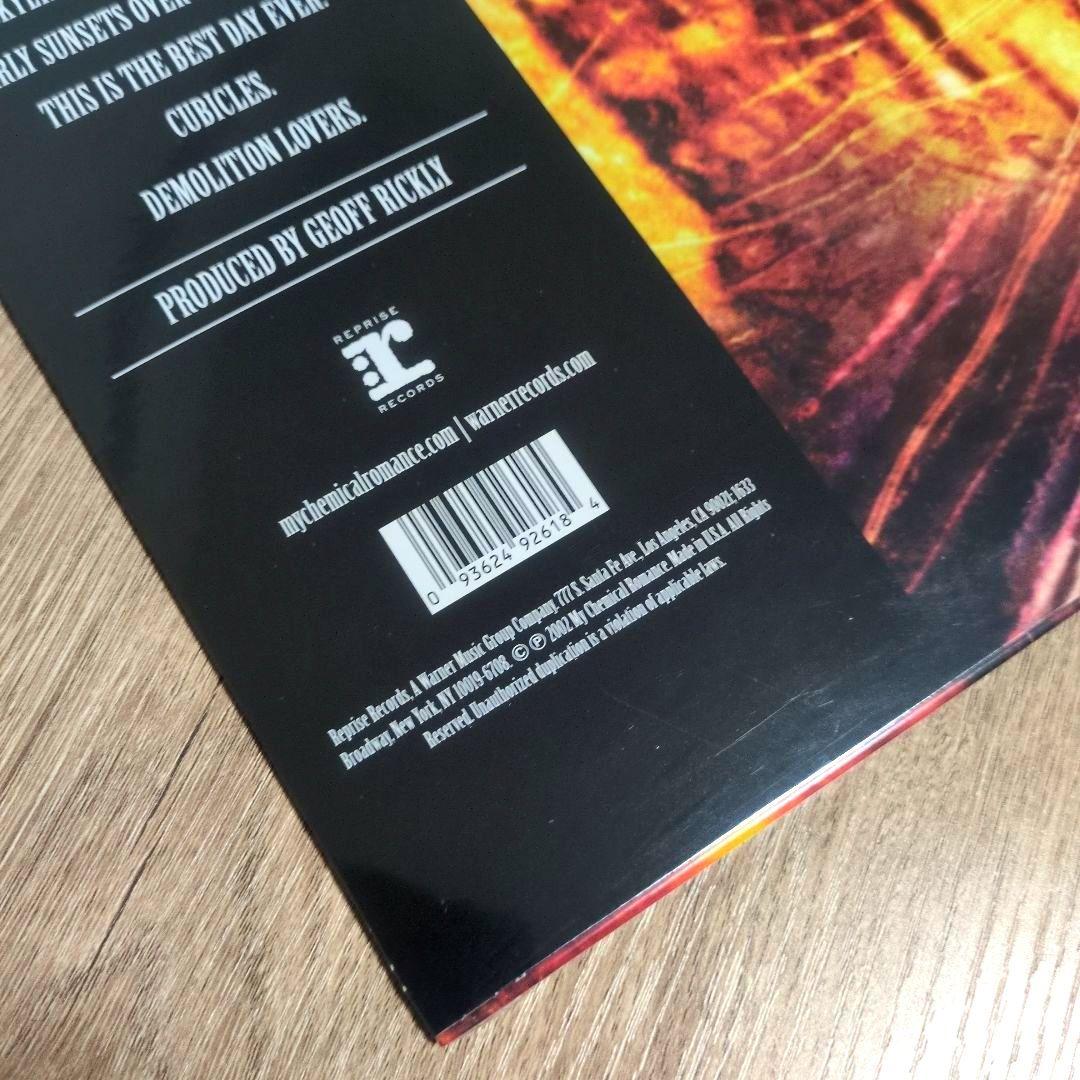 RLY SUNSETS OVER
THIS IS THE BEST DAY EVER.
CUBICLES.
DEMOLITION LOVERS.
PRODUCED BY GEOFF RICKLY
REPRISE
r
RECORDS
mychemicalromance.com | warnerrecords.com
0 93624 92618 4
Reprise Records, A Warner Music Group Company. 777 S. Santa Fe Ave., Los Angeles, CA 90021; 1633
Broadway, New York, NY 10019-6708. © ℗ 2002 My Chemical Romance. Made in U.S.A. All Rights
Reserved. Unauthorized duplication is a violation of applicable laws.